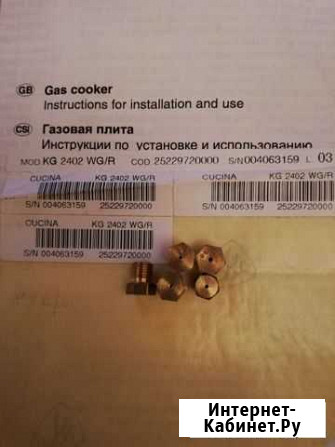 GB Gas cooker
Instructions for installation and use
CSI Газовая плита
Инструкции по установке и использованию
MOD KG 2402 WG/R COD 25229720000 S/N 004063159 L. 03
CUCINA KG 2402 WG/R
S/N 004063159 25229720000
CUCINA KG 2402 WG/R
S/N 004063159 25229720000
CUCINA KG 2402 WG/R
S/N 004063159 25229720000
Интернет-
Кабинет.Ру